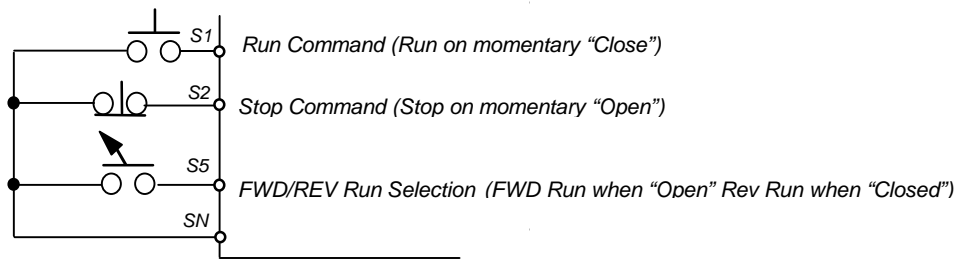 S1 Run Command (Run on momentary “Close”)
S2 Stop Command (Stop on momentary “Open”)
S5 FWD/REV Run Selection (FWD Run when “Open” Rev Run when “Closed”)
SN